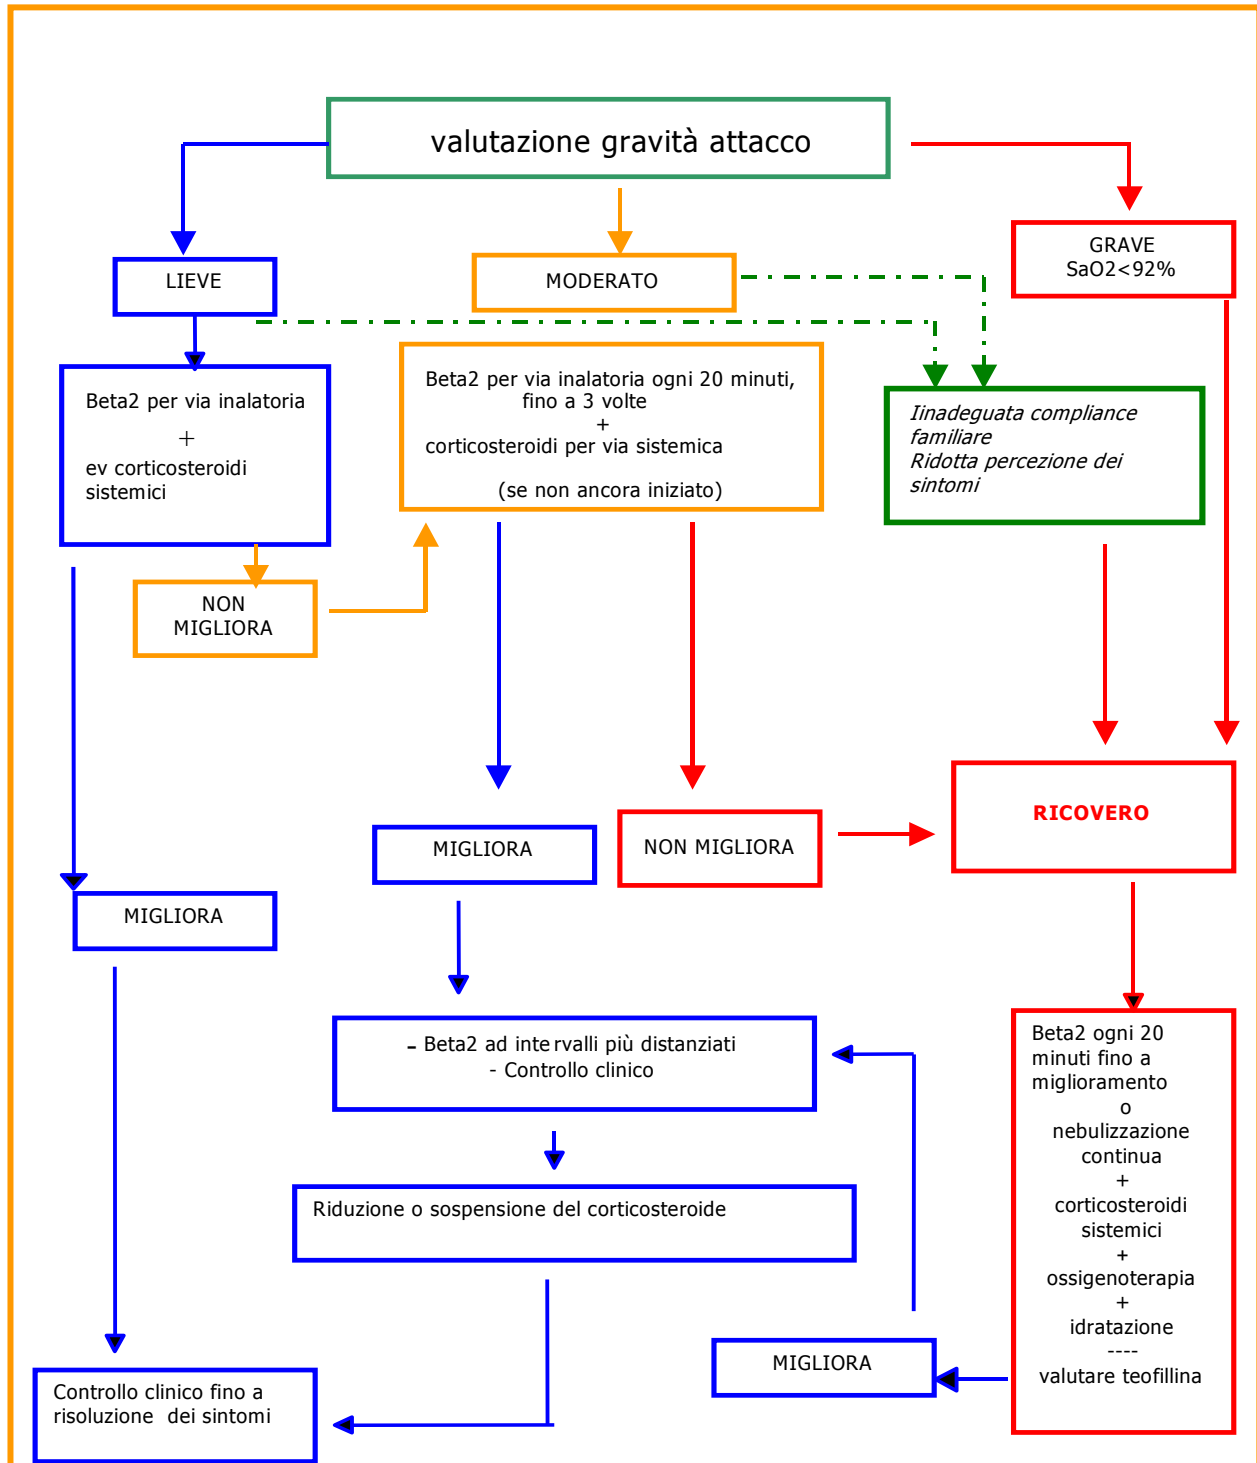 valutazione gravità attacco
LIEVE
MODERATO
GRAVE
SaO2<92%
Beta2 per via inalatoria
+
ev corticosteroidi
sistemici
Beta2 per via inalatoria ogni 20 minuti,
fino a 3 volte
+
corticosteroidi per via sistemica
(se non ancora iniziato)
Iinadeguata compliance
familiare
Ridotta percezione dei
sintomi
NON
MIGLIORA
MIGLIORA
NON MIGLIORA
RICOVERO
MIGLIORA
- Beta2 ad intervalli più distanziati
- Controllo clinico
Riduzione o sospensione del corticosteroide
Beta2 ogni 20
minuti fino a
miglioramento
o
nebulizzazione
continua
+
corticosteroidi
sistemici
+
ossigenoterapia
+
idratazione
----
valutare teofillina
MIGLIORA
Controllo clinico fino a
risoluzione dei sintomi